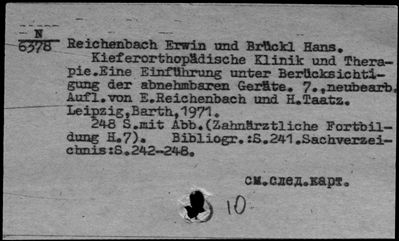 N
6378
Reichenbach Erwin und Brückl Hans.
Kieferorthopädische Klinik und Thera-
pie.Eine Einführung unter Berücksichti-
gung der abnehmbaren Geräte. 7.,neubearb.
Aufl.von E.Reichenbach und H.Taatz.
Leipzig,Barth,1971.
248 S.mit Abb.(Zahnärztliche Fortbil-
dung H.7). Bibliogr.:S.241.Sachverzei-
chnis:S.242-248.
см.след.карт.
10